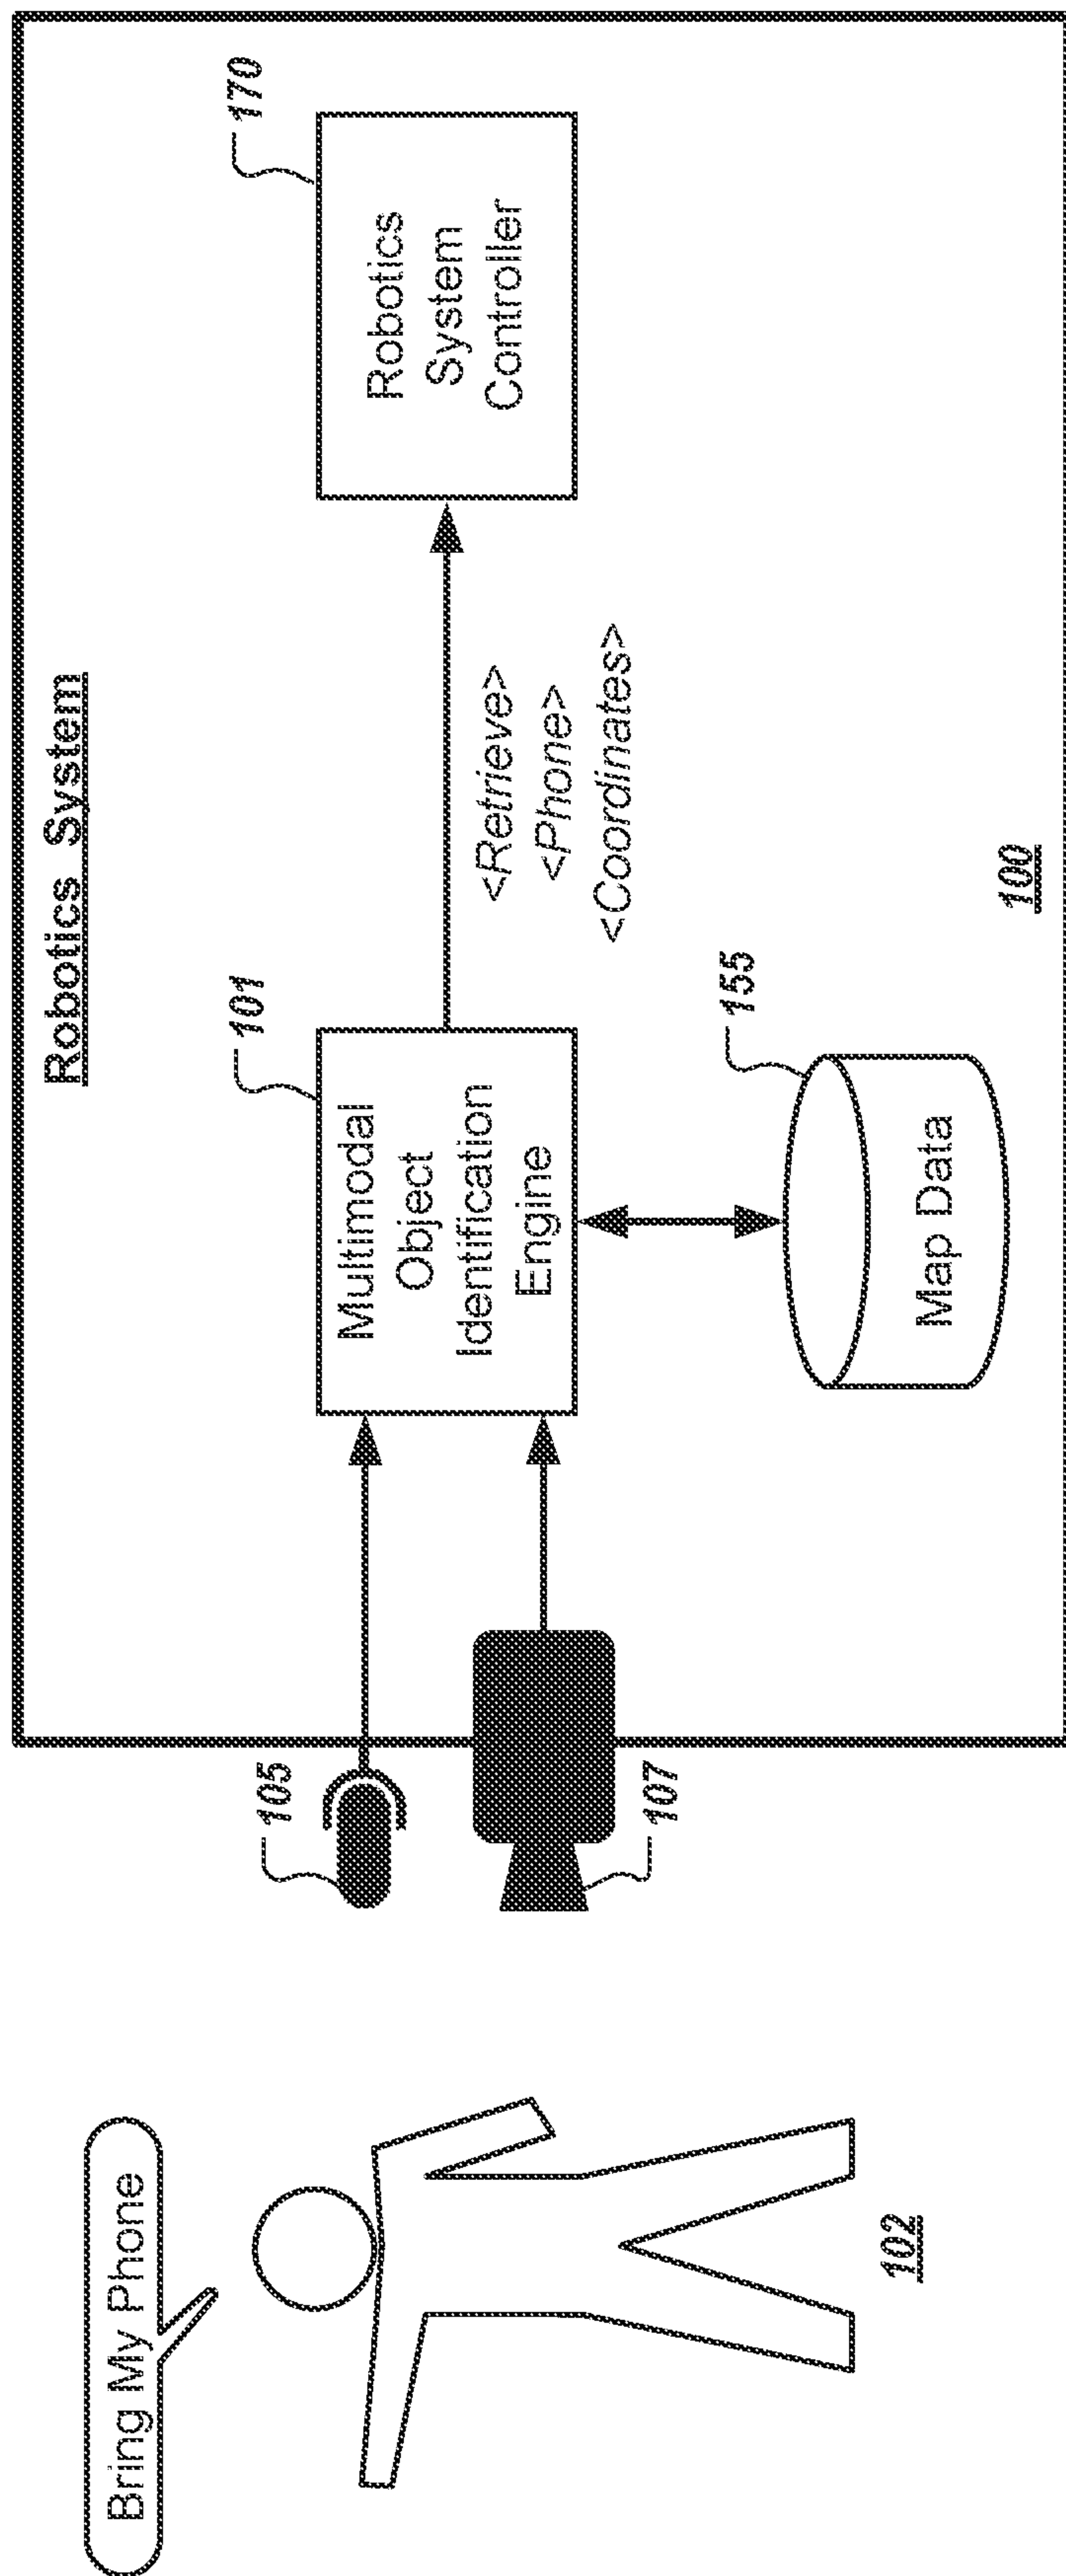 Robotics System
Bring My Phone
102
105
107
101
Multimodal
Object
Identification
Engine
155
Map Data
<Retrieve>
<Phone>
<Coordinates>
170
Robotics
System
Controller
100